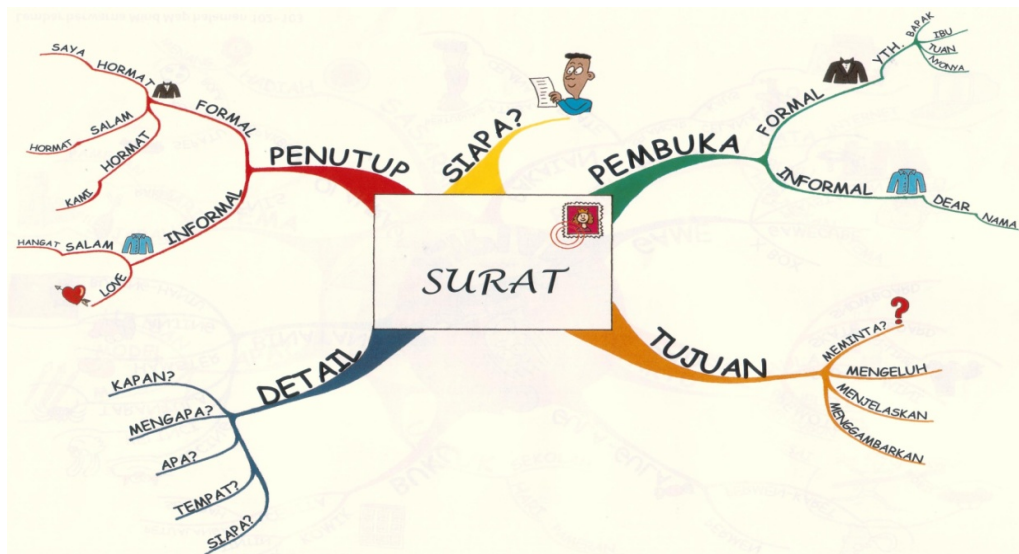 SURAT
SIAPA?
PEMBUKA
FORMAL
YTH.
BAPAK
IBU
TUAN
NYONYA
INFORMAL
DEAR
NAMA
TUJUAN
MEMINTA?
?
MENGELUH
MENJELASKAN
MENGGAMBARKAN
DETAIL
KAPAN?
MENGAPA?
APA?
TEMPAT?
SIAPA?
PENUTUP
FORMAL
HORMAT
SAYA
SALAM
HORMAT
HORMAT
KAMI
INFORMAL
SALAM
HANGAT
LOVE